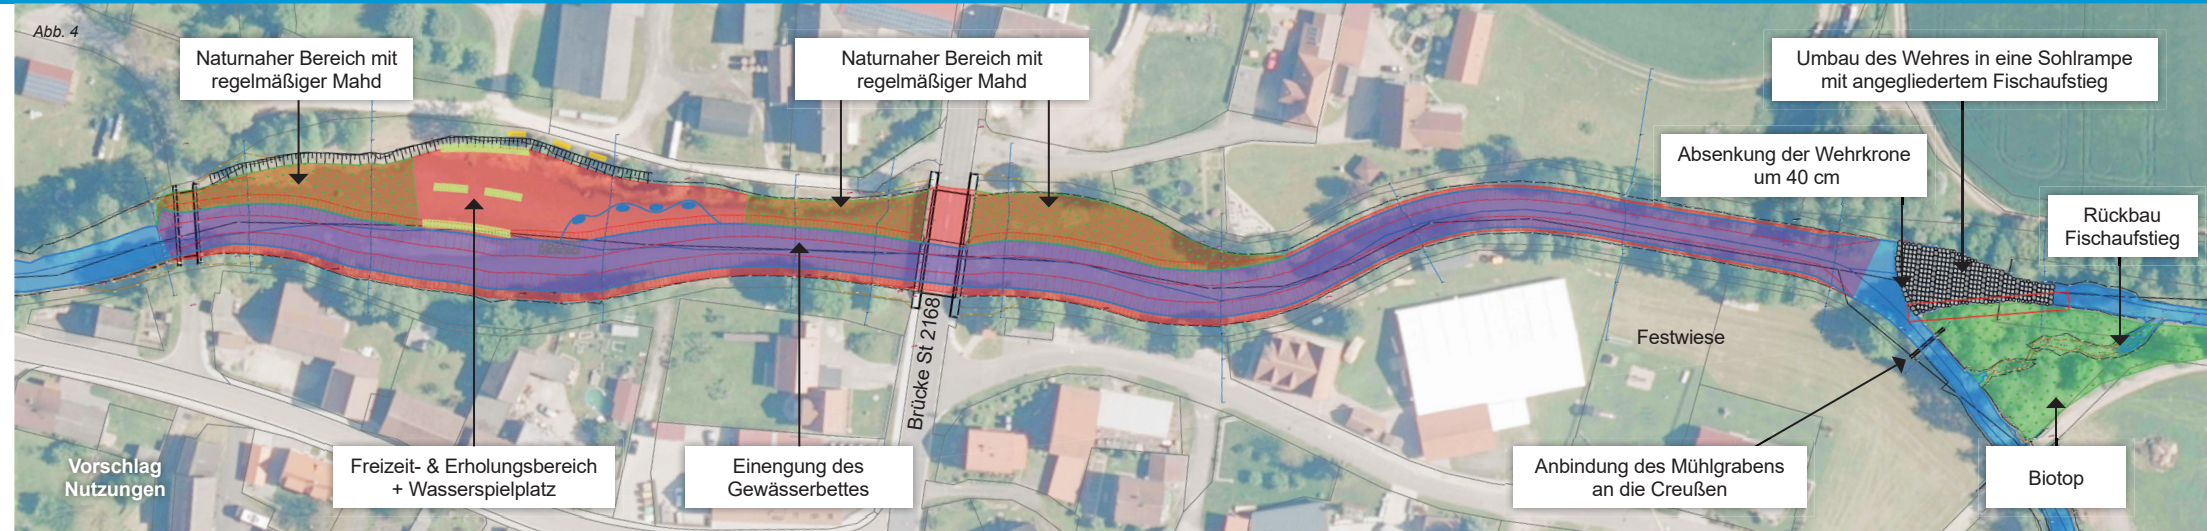 Abb. 4
Naturnaher Bereich mit
regelmäßiger Mahd
Naturnaher Bereich mit
regelmäßiger Mahd
Umbau des Wehres in eine Sohlrampe
mit angegliedertem Fischaufstieg
Absenkung der Wehrkrone
um 40 cm
Rückbau
Fischaufstieg
Festwiese
Brücke St 2168
Vorschlag
Nutzungen
Freizeit- & Erholungsbereich
+ Wasserspielplatz
Einengung des
Gewässerbettes
Anbindung des Mühlgrabens
an die Creußen
Biotop